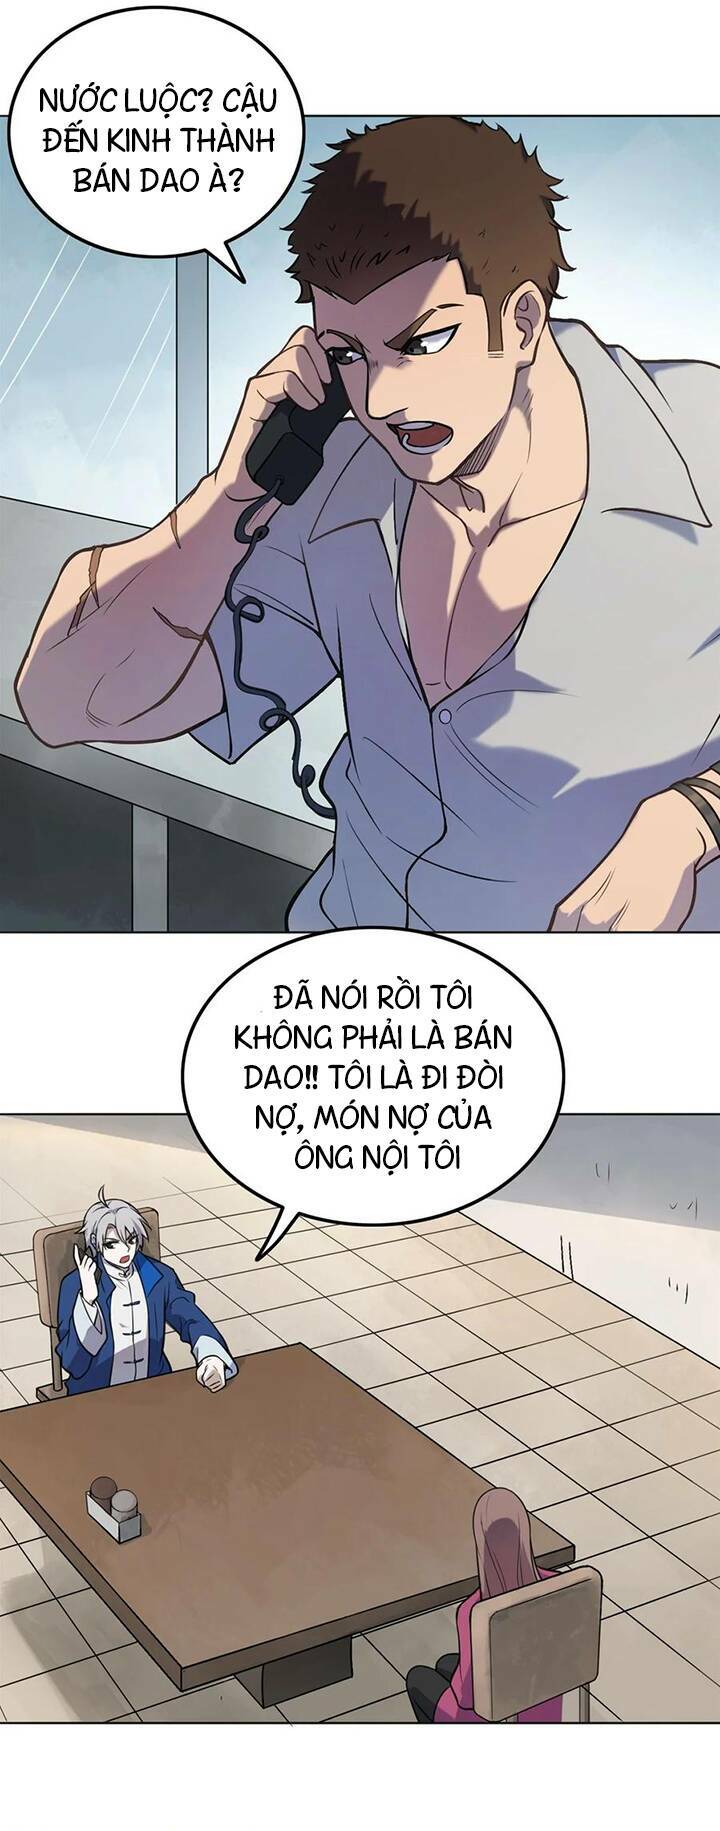 NƯỚC LUỘC? CẬU
ĐẾN KINH THÀNH
BÁN DAO À?
ĐÃ NÓI RỒI TÔI
KHÔNG PHẢI LÀ BÁN
DAO!! TÔI LÀ ĐI ĐÒI
NỢ, MÓN NỢ CỦA
ÔNG NỘI TÔI